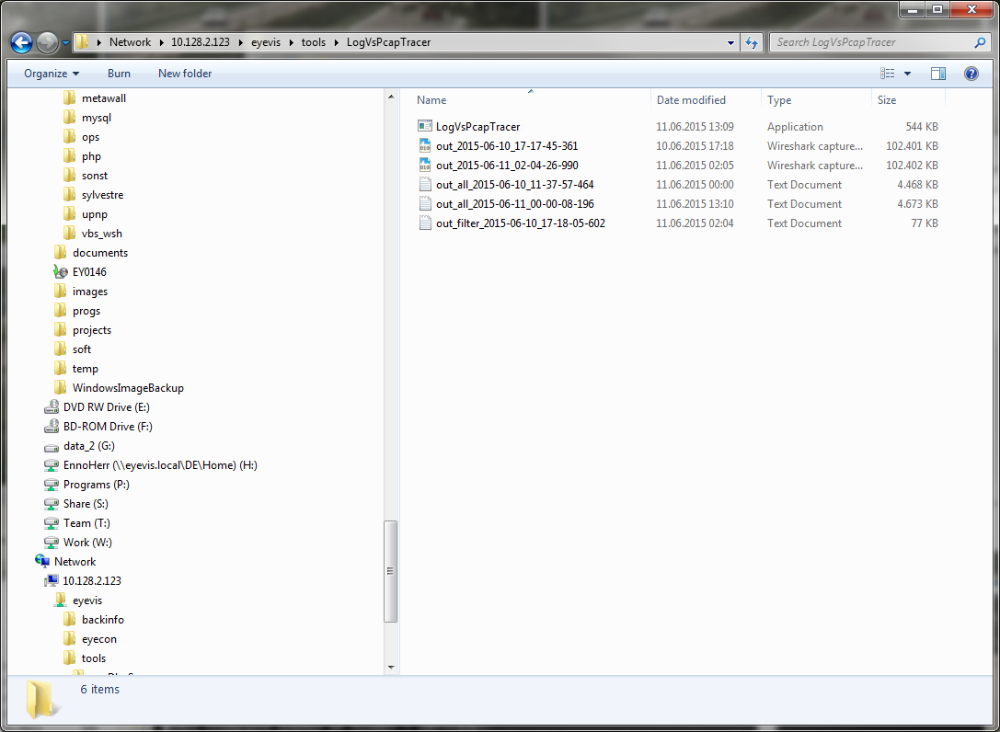 Network eyevis tools LogVsPcapTracer 10.128.2.123
Search LogVsPcapTracer
Organize Burn New folder
metawall
mysql
ops
php
sonst
sylvestre
upnp
vbs_wsh
documents
EY0146
images
progs
projects
soft
temp
WindowsImageBackup
DVD RW Drive (E:)
BD-ROM Drive (F:)
data_2 (G:)
EnnoHerr (\\eyevis.local\DE\Home) (H:)
Programs (P:)
Share (S:)
Team (T:)
Work (W:)
Network
10.128.2.123
eyevis
backinfo
eyecon
tools
Name Date modified Type Size
LogVsPcapTracer 11.06.2015 13:09 Application 544 KB
out_2015-06-10_17-17-45-361 10.06.2015 17:18 Wireshark capture... 102.401 KB
out_2015-06-11_02-04-26-990 11.06.2015 02:05 Wireshark capture... 102.402 KB
out_all_2015-06-10_11-37-57-464 11.06.2015 00:00 Text Document 4.468 KB
out_all_2015-06-11_00-00-08-196 11.06.2015 13:10 Text Document 4.673 KB
out_filter_2015-06-10_17-18-05-602 11.06.2015 02:04 Text Document 77 KB
6 items